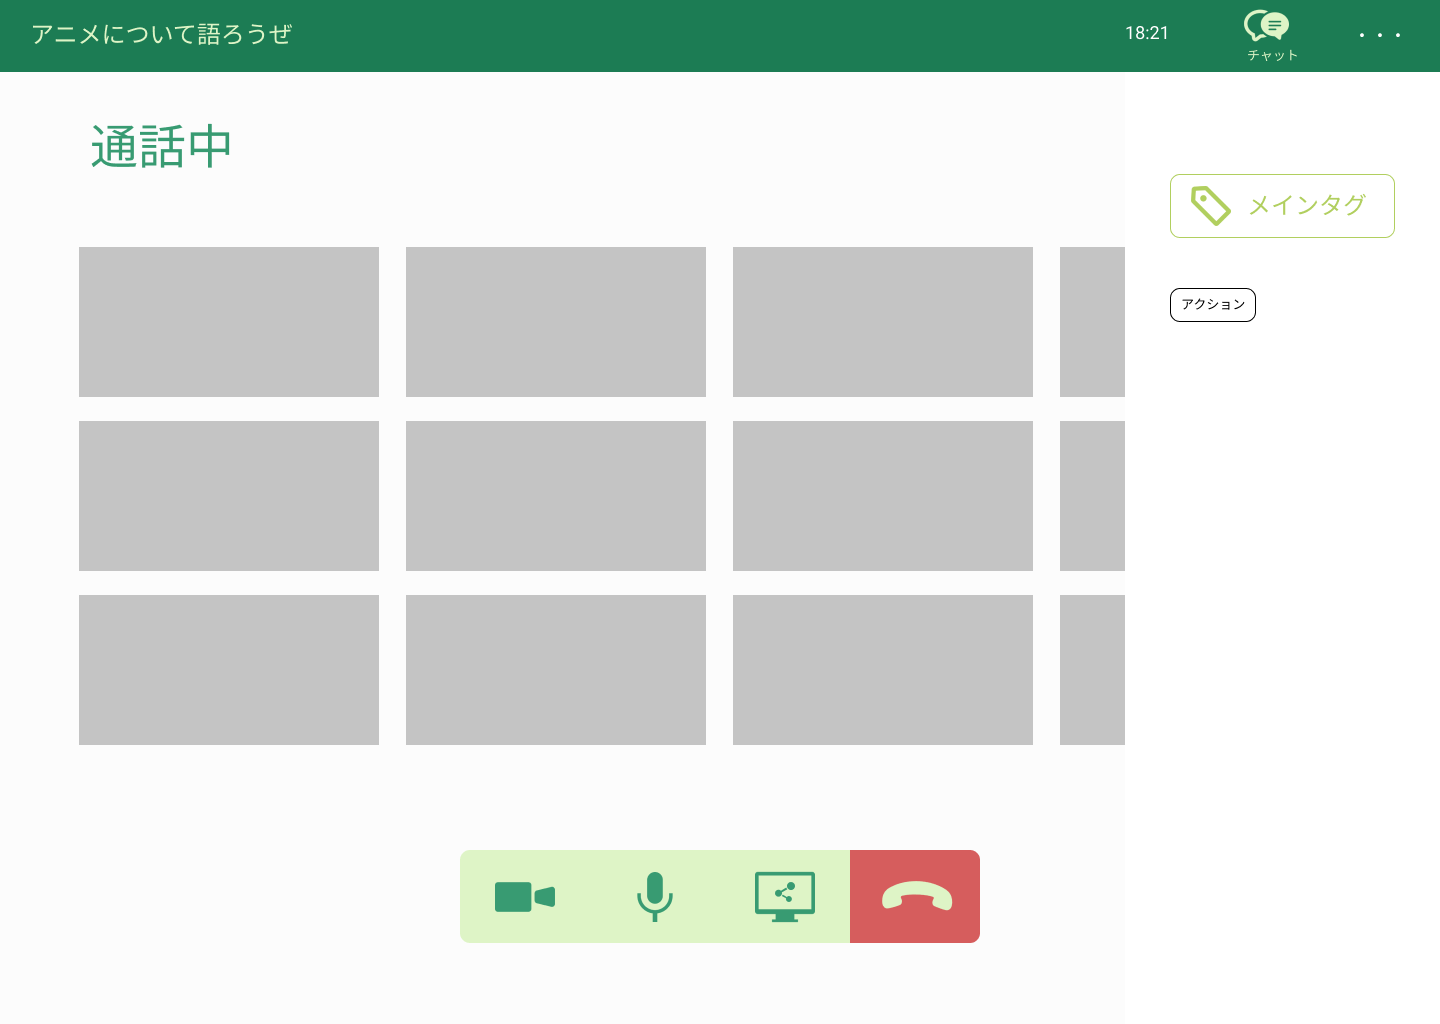 アニメについて語ろうぜ
18:21
チャット
通話中
メインタグ
アクション